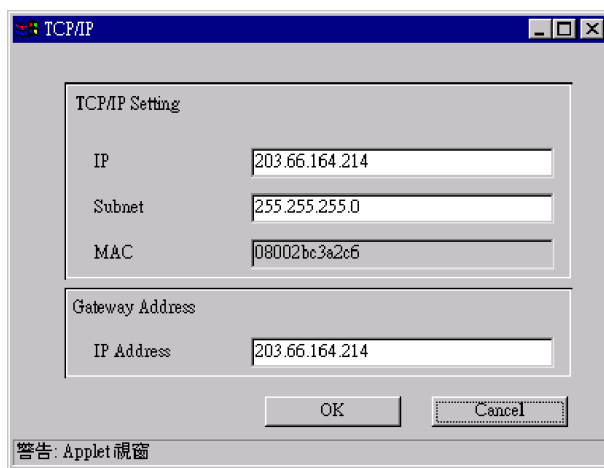 TCP/IP
TCP/IP Setting
IP 203.66.164.214
Subnet 255.255.255.0
MAC 08002bc3a2c6
Gateway Address
IP Address 203.66.164.214
OK Cancel
警告: Applet 視窗